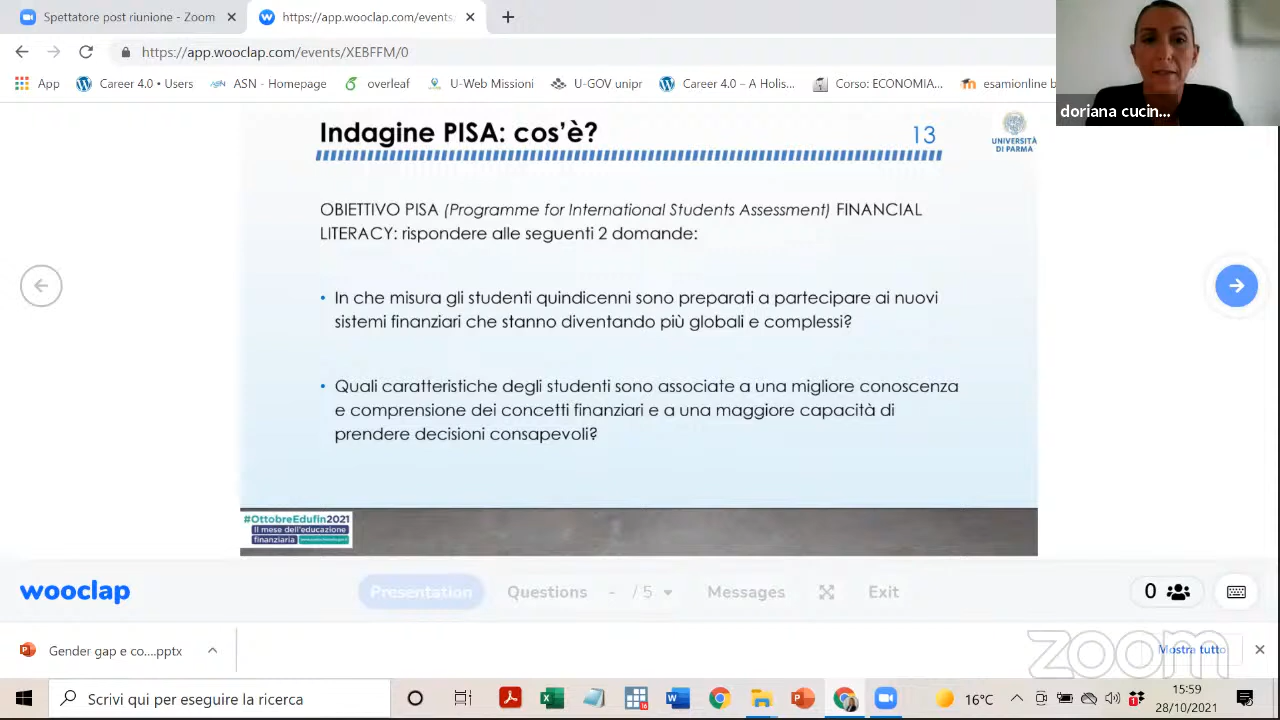 Spettatore post riunione - Zoom
https://app.wooclap.com/events
https://app.wooclap.com/events/XEBFFM/0
App
Career 4.0 • Users
ASN - Homepage
overleaf
U-Web Missioni
U-GOV unipr
Career 4.0 – A Holis...
Corso: ECONOMIA...
esamionline
doriana cucin...
Indagine PISA: cos'è?
13
UNIVERSITÀ
DI PARMA
OBIETTIVO PISA (Programme for International Students Assessment) FINANCIAL
LITERACY: rispondere alle seguenti 2 domande:
• In che misura gli studenti quindicenni sono preparati a partecipare ai nuovi
sistemi finanziari che stanno diventando più globali e complessi?
• Quali caratteristiche degli studenti sono associate a una migliore conoscenza
e comprensione dei concetti finanziari e a una maggiore capacità di
prendere decisioni consapevoli?
#OttobreEdufin2021
Il mese dell'educazione
finanziaria
wooclap
Presentation
Questions - / 5
Messages
Exit
0
Gender gap e co....pptx
Mostra tutto
zoom
Scrivi qui per eseguire la ricerca
16°C
15:59
28/10/2021